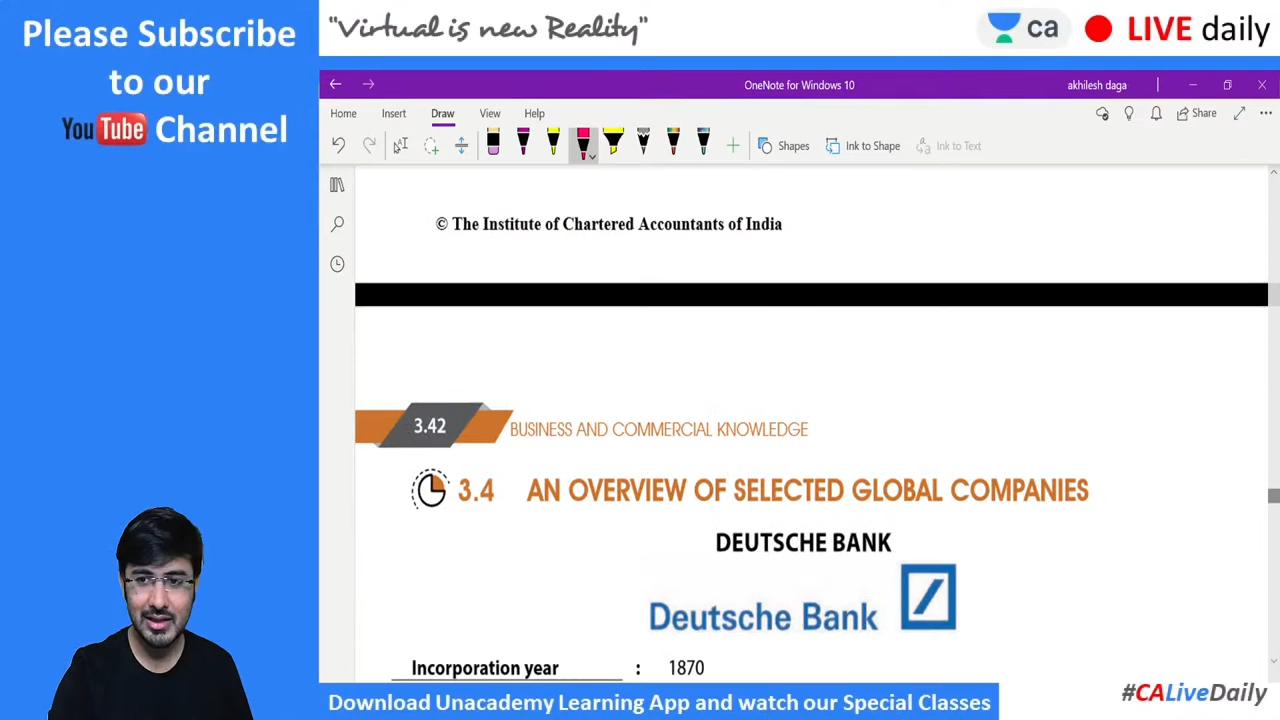 Please Subscribe
to our
YouTube Channel
"Virtual is new Reality"
ca LIVE daily
OneNote for Windows 10 akhilesh daga
Home Insert Draw View Help Share
Shapes Ink to Shape Ink to Text
© The Institute of Chartered Accountants of India
3.42 BUSINESS AND COMMERCIAL KNOWLEDGE
3.4 AN OVERVIEW OF SELECTED GLOBAL COMPANIES
DEUTSCHE BANK
Deutsche Bank
Incorporation year : 1870
Download Unacademy Learning App and watch our Special Classes
#CALiveDaily